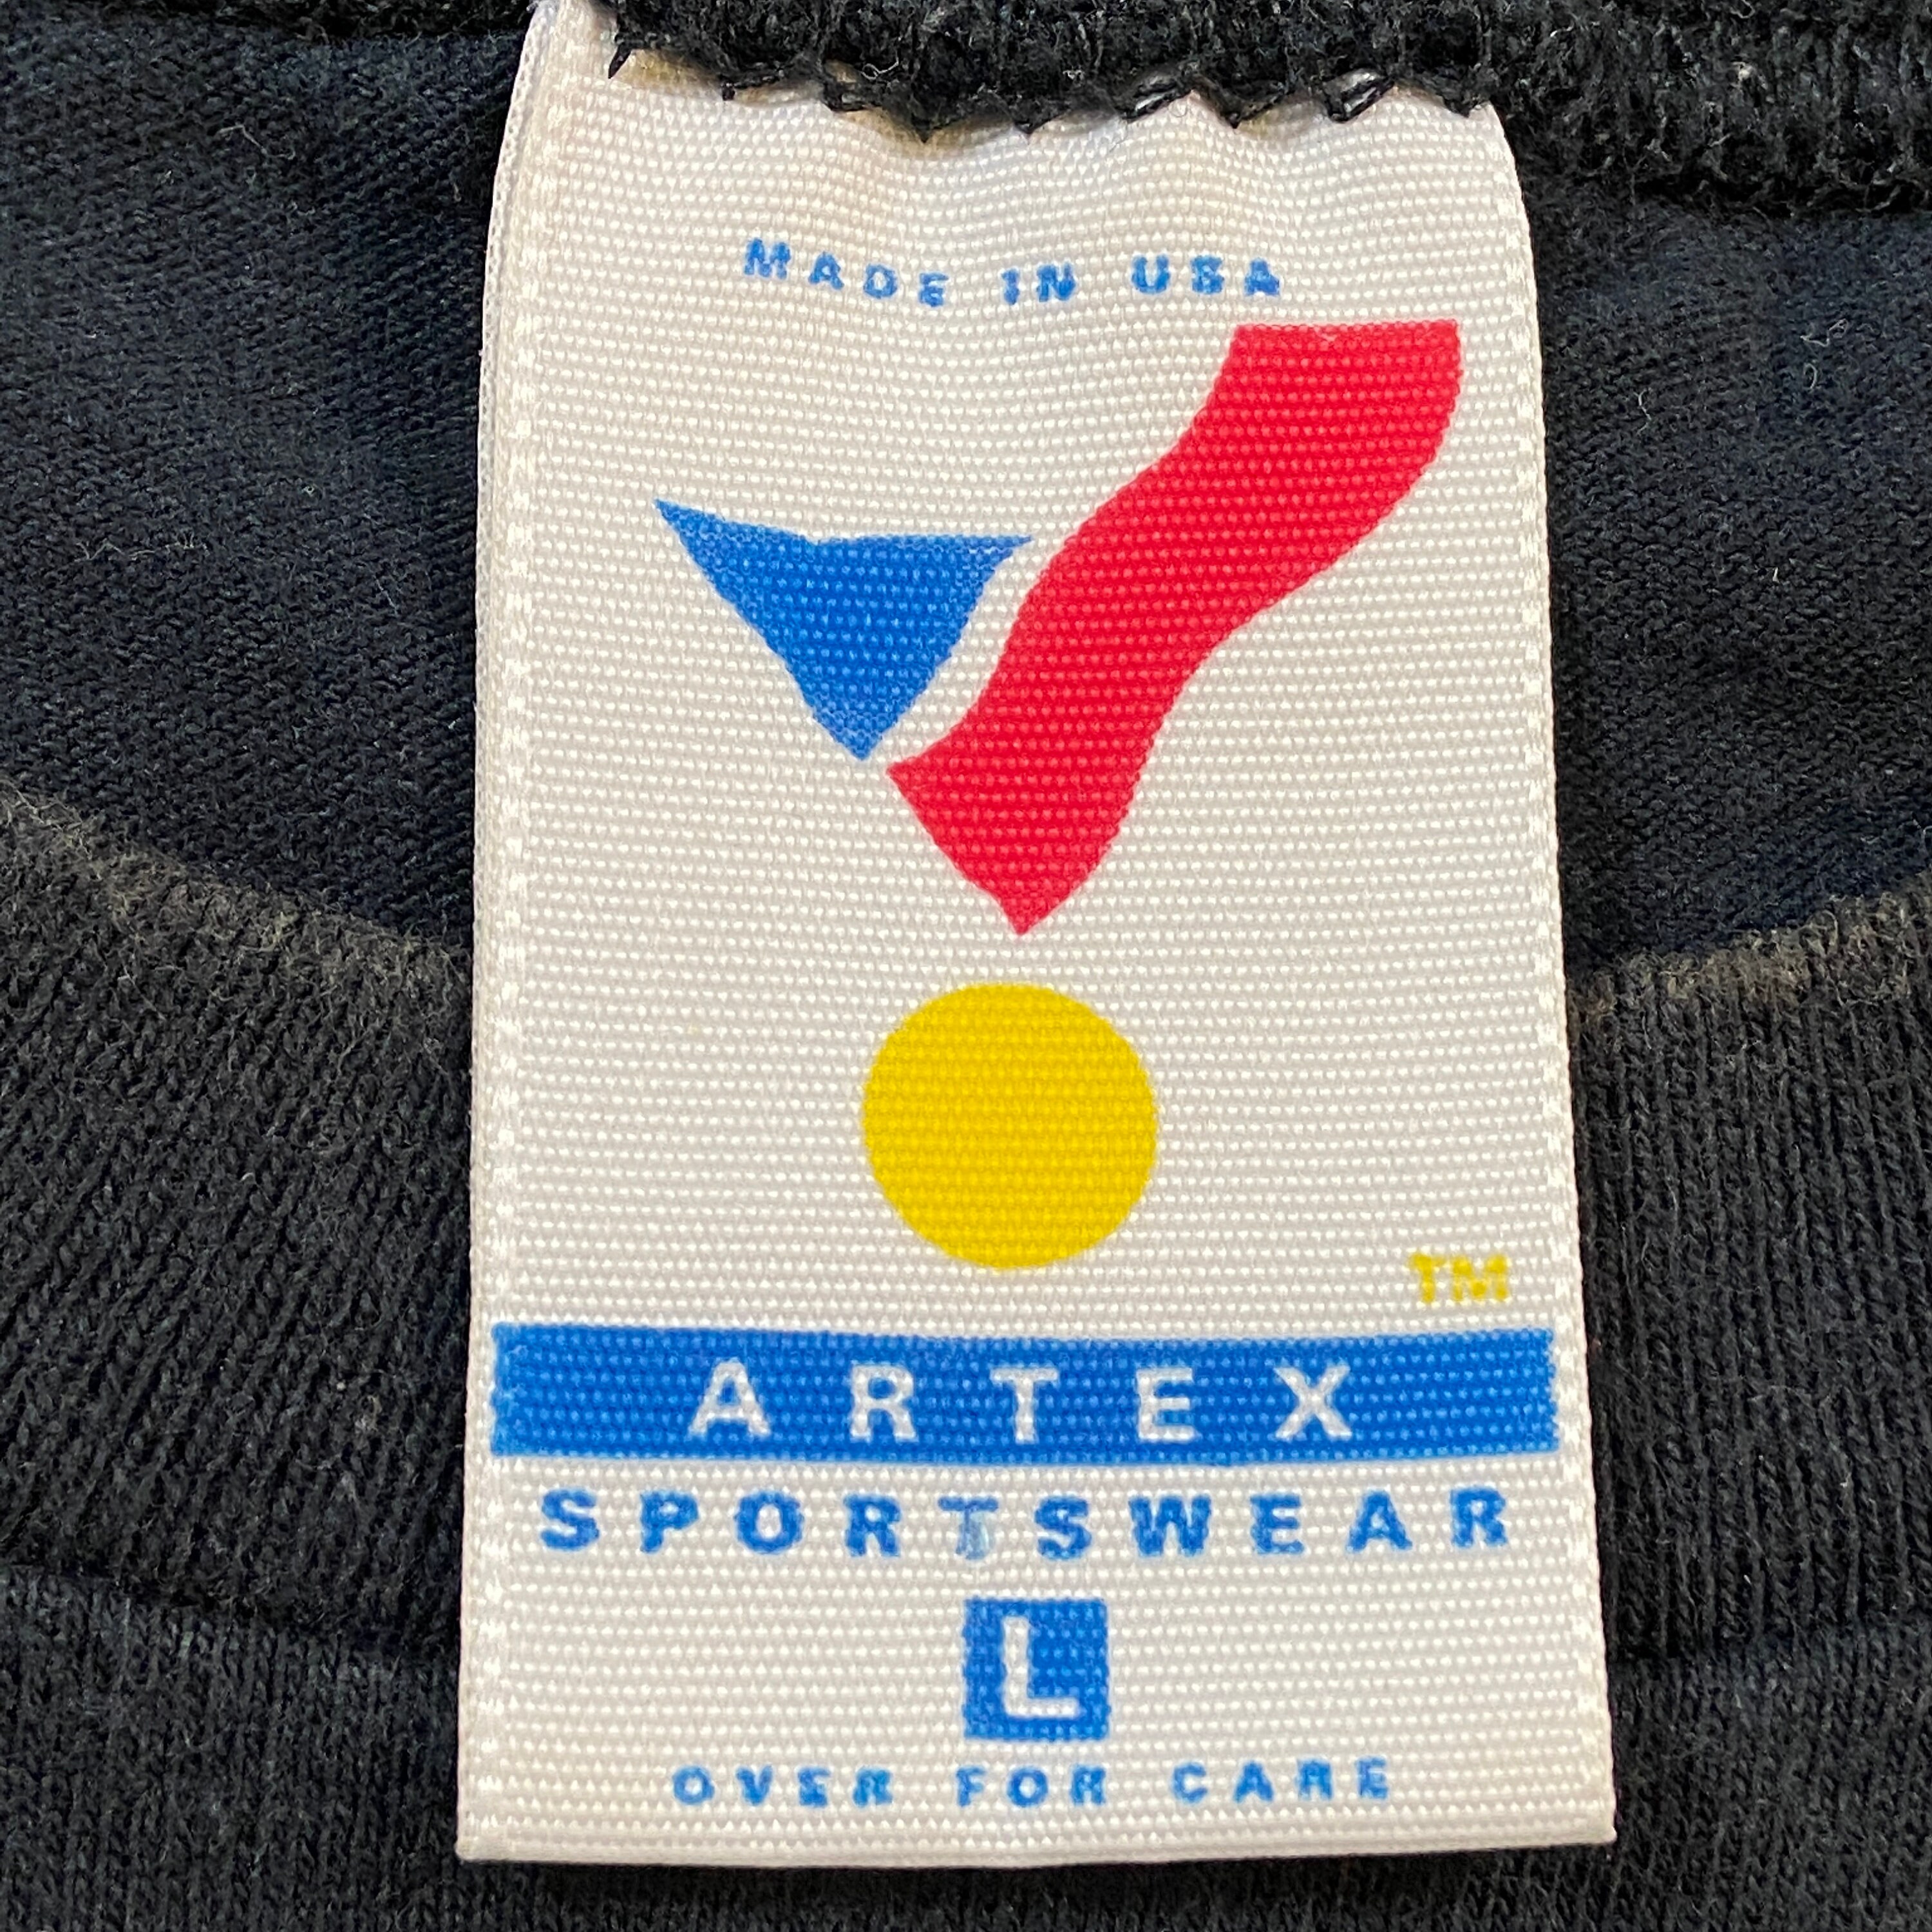 MADE IN USA
TM
ARTEX
SPORTSWEAR
L
OVER FOR CARE